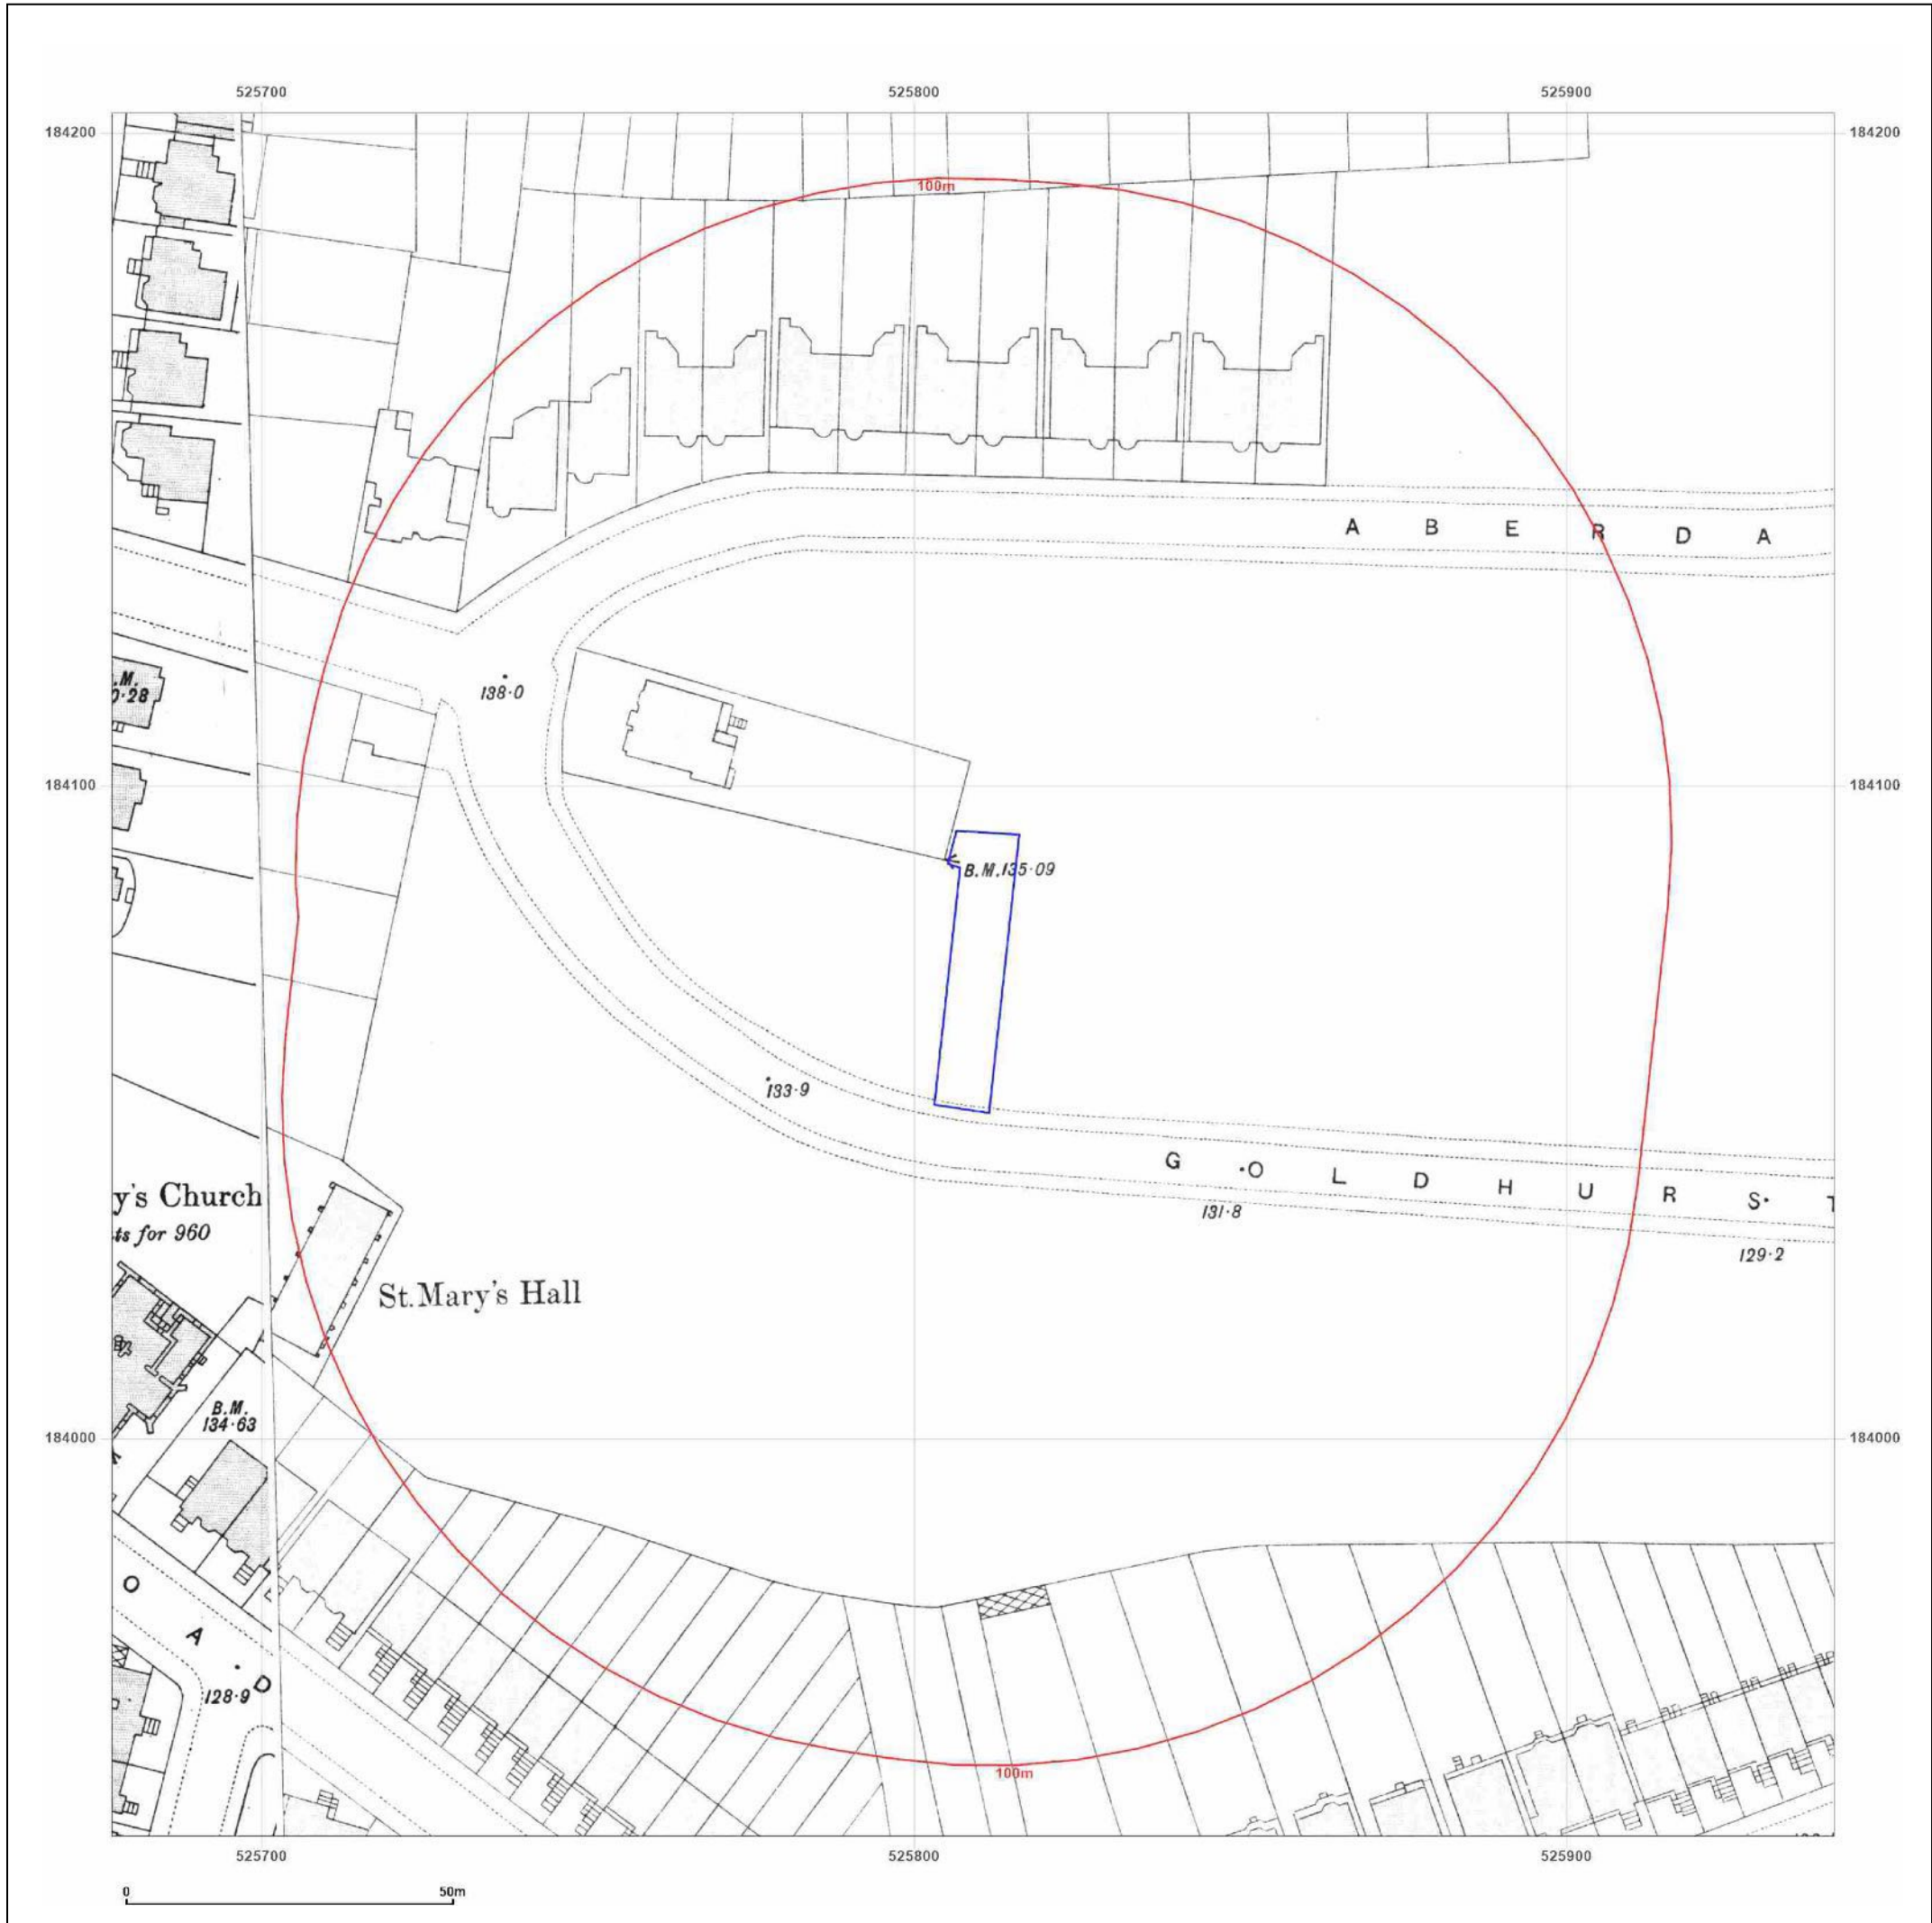 525700 525800 525900
184200 184200
100m
A B E R D A
.M.
0·28
138·0
184100 184100
B.M.135·09
133·9
G O L D H U R S T
131·8
129·2
y's Church
ts for 960
St. Mary's Hall
B.M.
134·63
184000 184000
O A D
128·9
100m
525700 525800 525900
0 50m